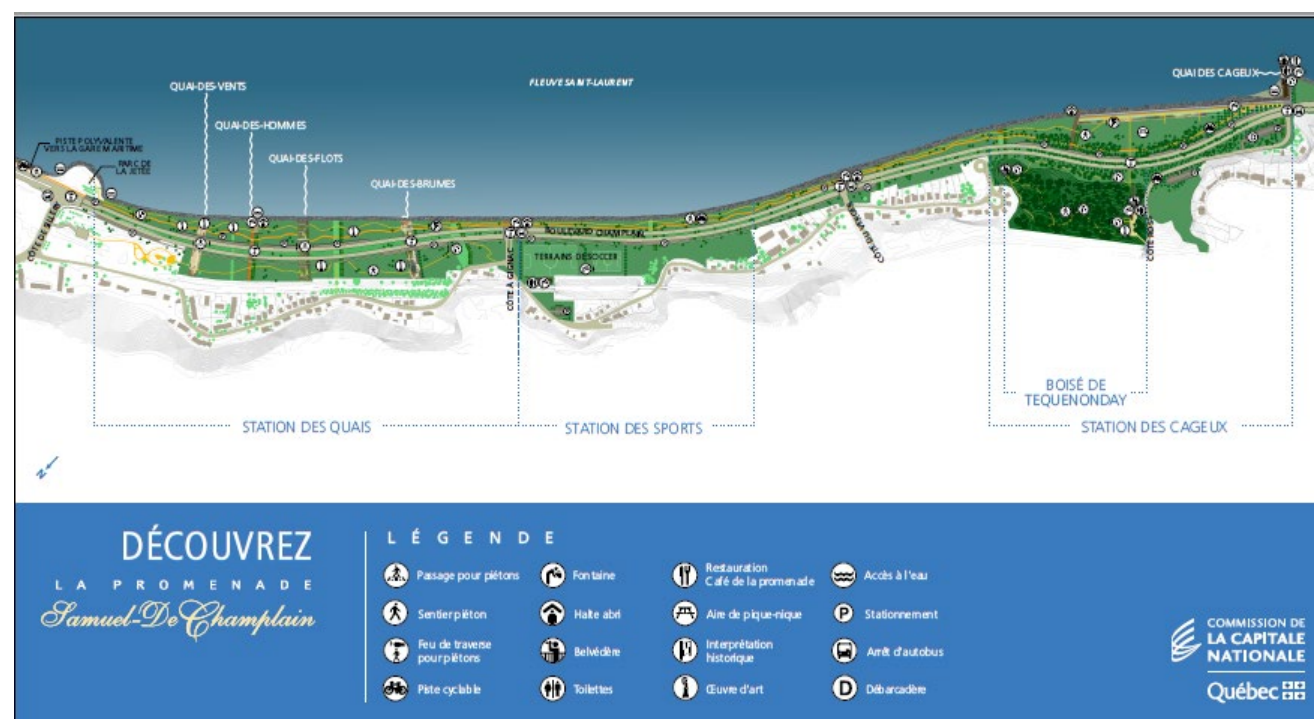 FLEUVE SAINT-LAURENT
QUAI DES CAGEUX
QUAI-DES-VENTS
QUAI-DES-HOMMES
QUAI-DES-FLOTS
QUAI-DES-BRUMES
PISTE POLYVALENTE
VERS LA GARE MARITIME
PARC DE
LA JETÉE
CÔTE DE SILLERY
BOULEVARD CHAMPLAIN
TERRAINS DE SOCCER
CÔTE À GIGNAC
CÔTE ROSS
BOISÉ DE
TEQUENONDAY
STATION DES QUAIS
STATION DES SPORTS
STATION DES CAGEUX
N
DÉCOUVREZ
LA PROMENADE
Samuel-De Champlain
LÉGENDE
Passage pour piétons
Sentier piéton
Feu de traverse
pour piétons
Piste cyclable
Fontaine
Halte abri
Belvédère
Toilettes
Restauration
Café de la promenade
Aire de pique-nique
Interprétation
historique
Œuvre d'art
Accès à l'eau
P Stationnement
Arrêt d'autobus
D Débarcadère
COMMISSION DE
LA CAPITALE
NATIONALE
Québec